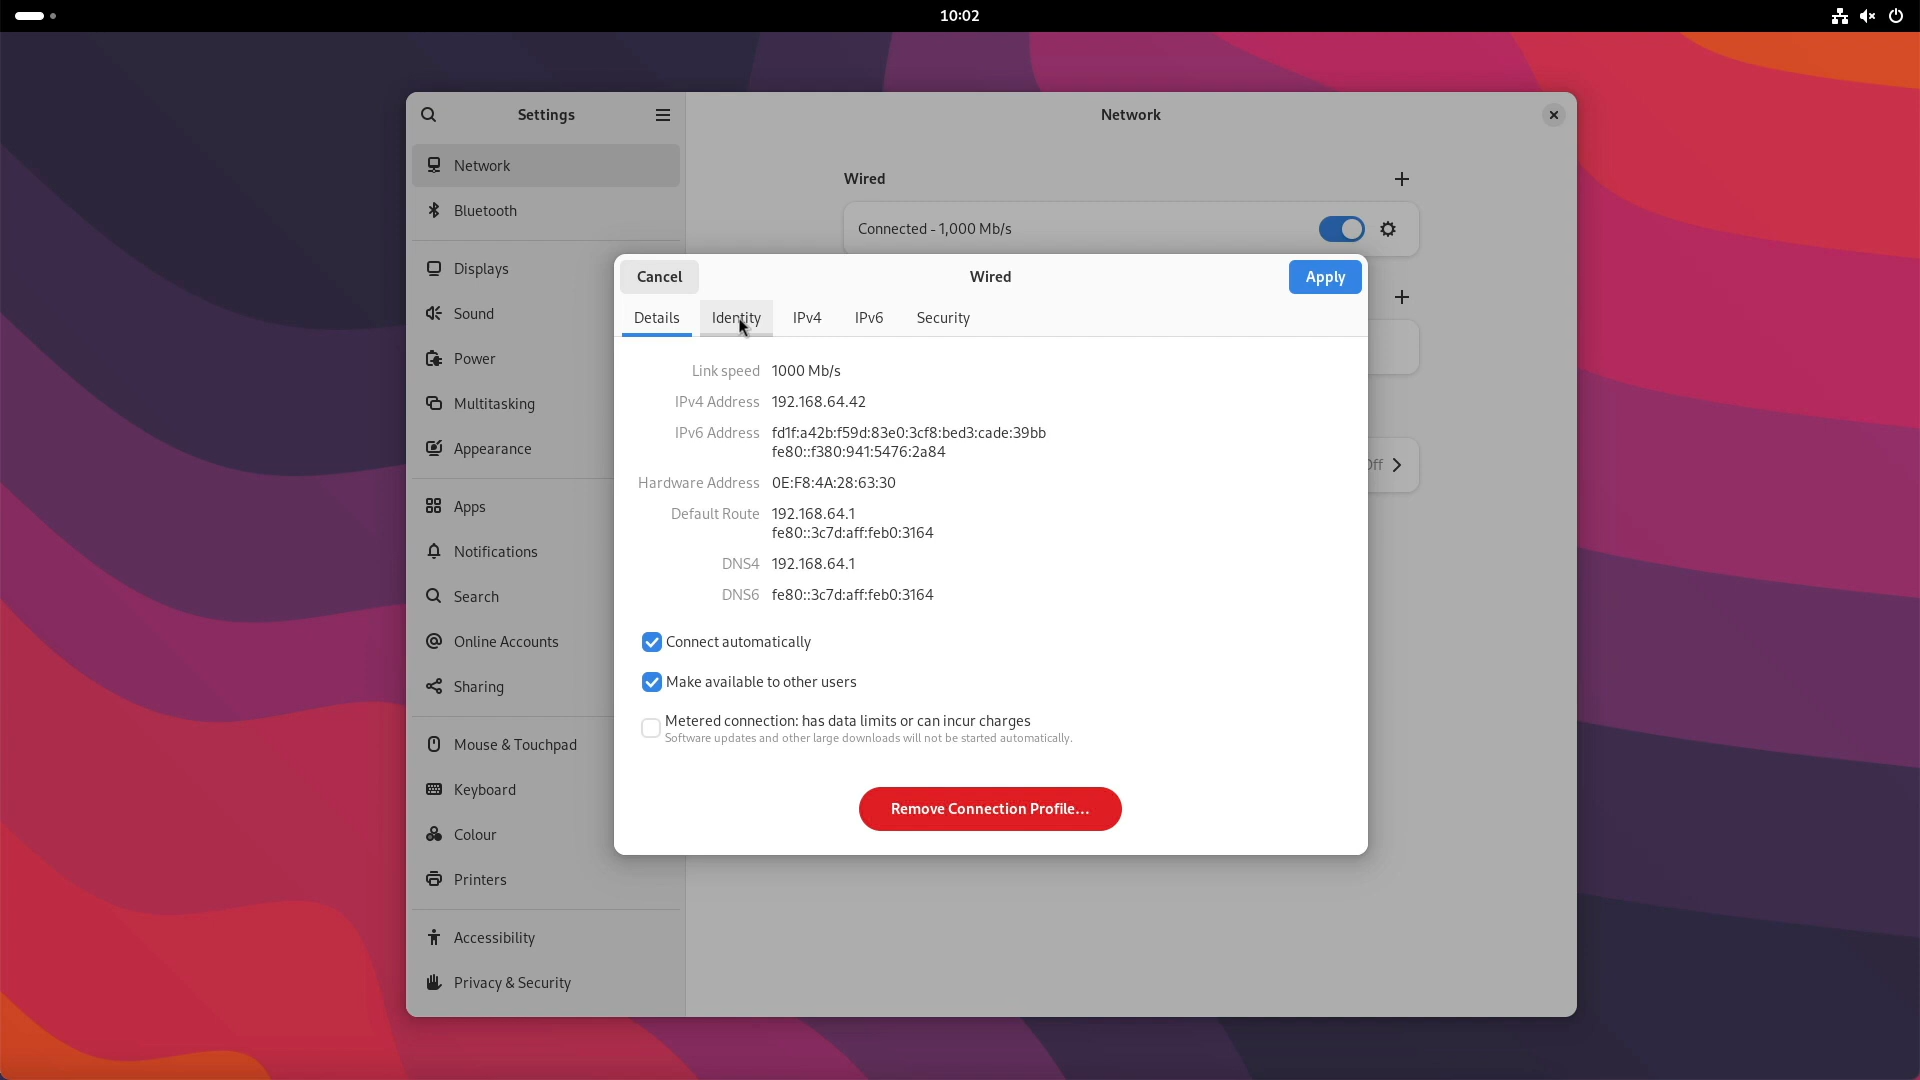 10:02
Settings
Network
Network
Bluetooth
Displays
Sound
Power
Multitasking
Appearance
Apps
Notifications
Search
Online Accounts
Sharing
Mouse & Touchpad
Keyboard
Colour
Printers
Accessibility
Privacy & Security
Wired
Connected - 1,000 Mb/s
Cancel
Wired
Apply
Details
Identity
IPv4
IPv6
Security
Link speed 1000 Mb/s
IPv4 Address 192.168.64.42
IPv6 Address fd1f:a42b:f59d:83e0:3cf8:bed3:cade:39bb
fe80::f380:941:5476:2a84
Hardware Address 0E:F8:4A:28:63:30
Default Route 192.168.64.1
fe80::3c7d:aff:feb0:3164
DNS4 192.168.64.1
DNS6 fe80::3c7d:aff:feb0:3164
Connect automatically
Make available to other users
Metered connection: has data limits or can incur charges
Software updates and other large downloads will not be started automatically.
Remove Connection Profile…